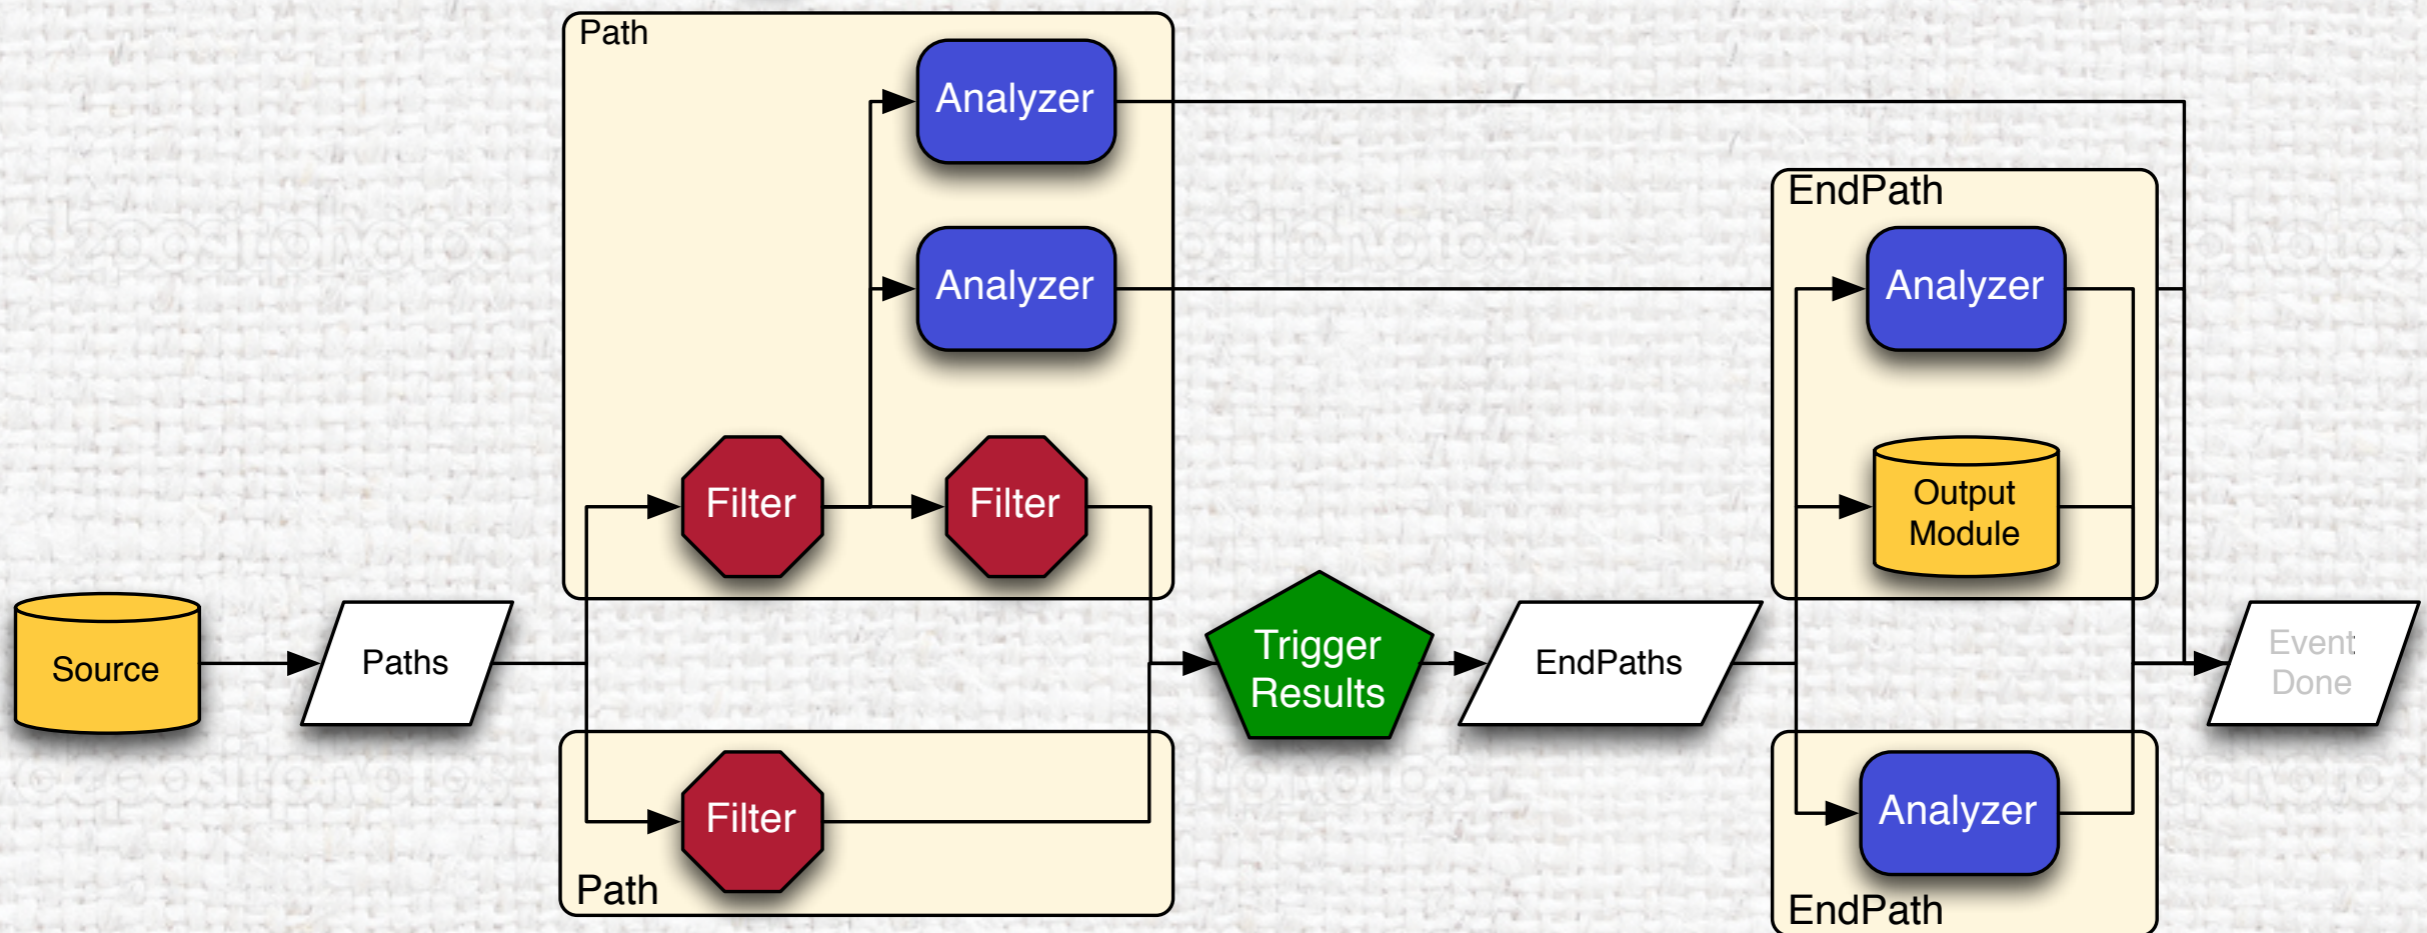 Path
Analyzer
Analyzer
Filter
Filter
Source
Paths
Filter
Path
Trigger
Results
EndPaths
EndPath
Analyzer
Output
Module
Analyzer
EndPath
Event
Done